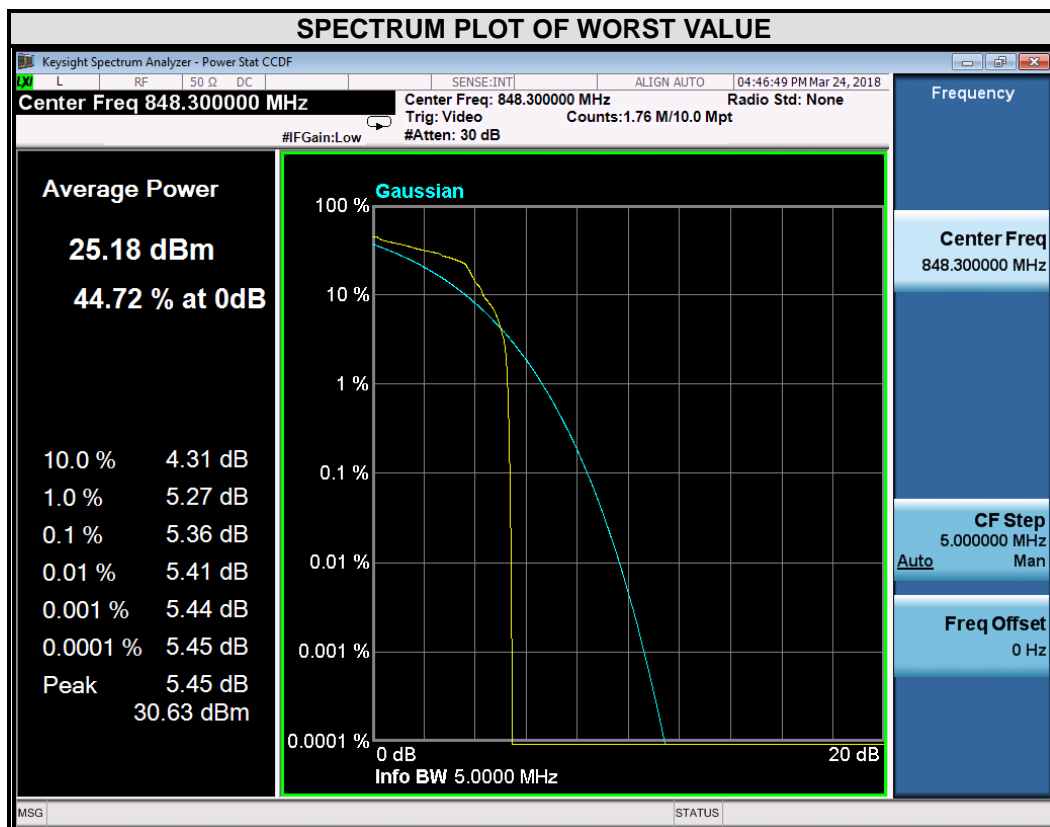 SPECTRUM PLOT OF WORST VALUE
Keysight Spectrum Analyzer - Power Stat CCDF
LXI L RF 50 Ω DC SENSE:INT ALIGN AUTO 04:46:49 PM Mar 24, 2018
Center Freq 848.300000 MHz
Center Freq: 848.300000 MHz Radio Std: None
Trig: Video Counts:1.76 M/10.0 Mpt
#IFGain:Low #Atten: 30 dB
Frequency
Average Power
25.18 dBm
44.72 % at 0dB
10.0 % 4.31 dB
1.0 % 5.27 dB
0.1 % 5.36 dB
0.01 % 5.41 dB
0.001 % 5.44 dB
0.0001 % 5.45 dB
Peak 5.45 dB
30.63 dBm
Gaussian
100 %
10 %
1 %
0.1 %
0.01 %
0.001 %
0.0001 %
0 dB 20 dB
Info BW 5.0000 MHz
Center Freq
848.300000 MHz
CF Step
5.000000 MHz
Auto Man
Freq Offset
0 Hz
MSG STATUS